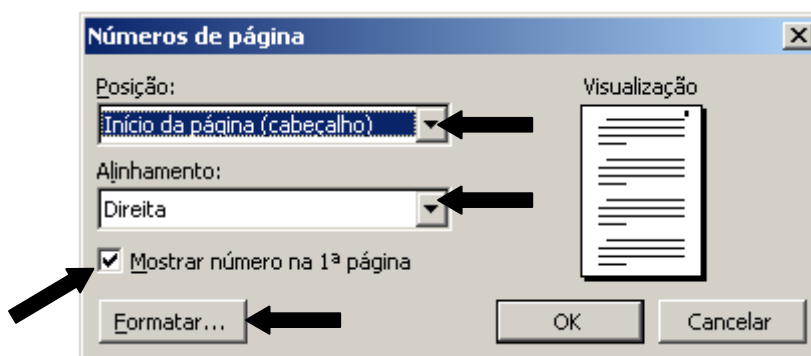 Números de página
Posição:
Visualização
Início da página (cabeçalho)
Alinhamento:
Direita
Mostrar número na 1ª página
Formatar...
OK
Cancelar